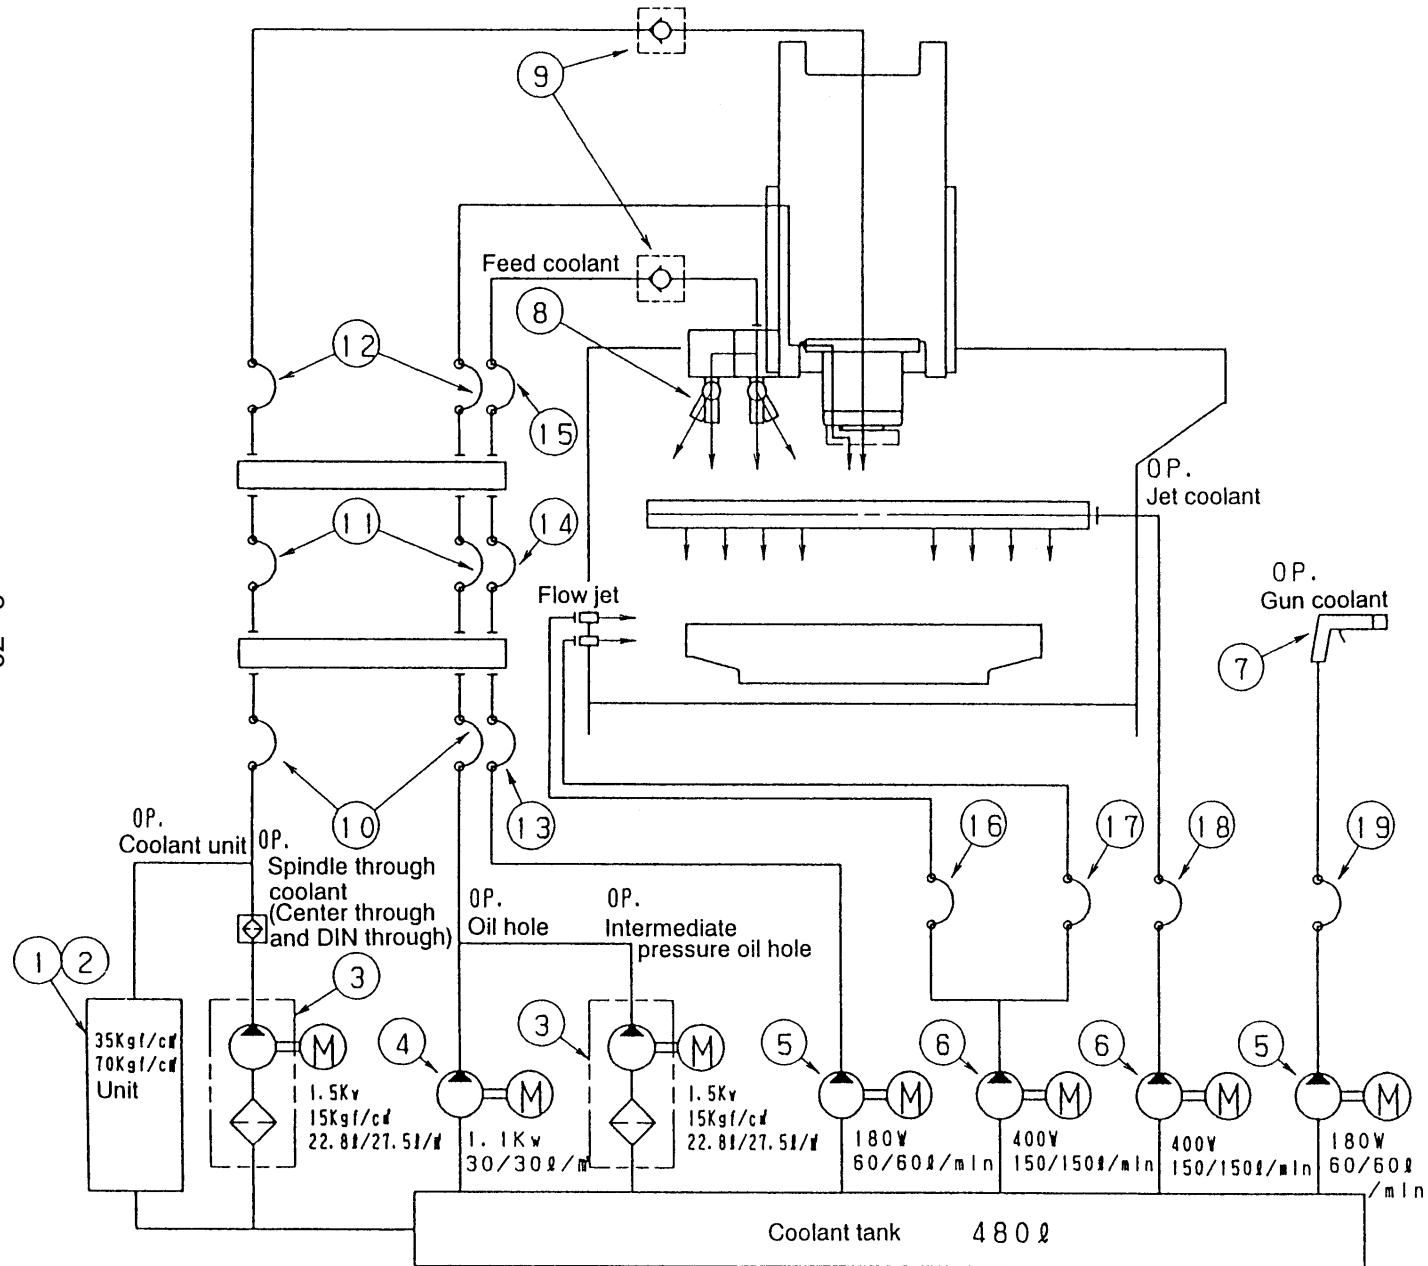 9
Feed coolant
8
12
15
OP.
Jet coolant
11
14
Flow jet
OP.
Gun coolant
7
10
13
16
17
18
19
OP.
Coolant unit
OP.
Spindle through
coolant
(Center through
and DIN through)
OP.
Oil hole
OP.
Intermediate
pressure oil hole
1 2
3
3
4
5
6
6
5
35Kgf/c㎡
70Kgf/c㎡
Unit
M
M
M
M
M
M
M
1.5Kw
15Kgf/c㎡
22.8ℓ/27.5ℓ/
1.1Kw
30/30ℓ/
1.5Kw
15Kgf/c㎡
22.8ℓ/27.5ℓ/
180W
60/60ℓ/min
400W
150/150ℓ/min
400W
150/150ℓ/min
180W
60/60ℓ
/min
Coolant tank 480ℓ